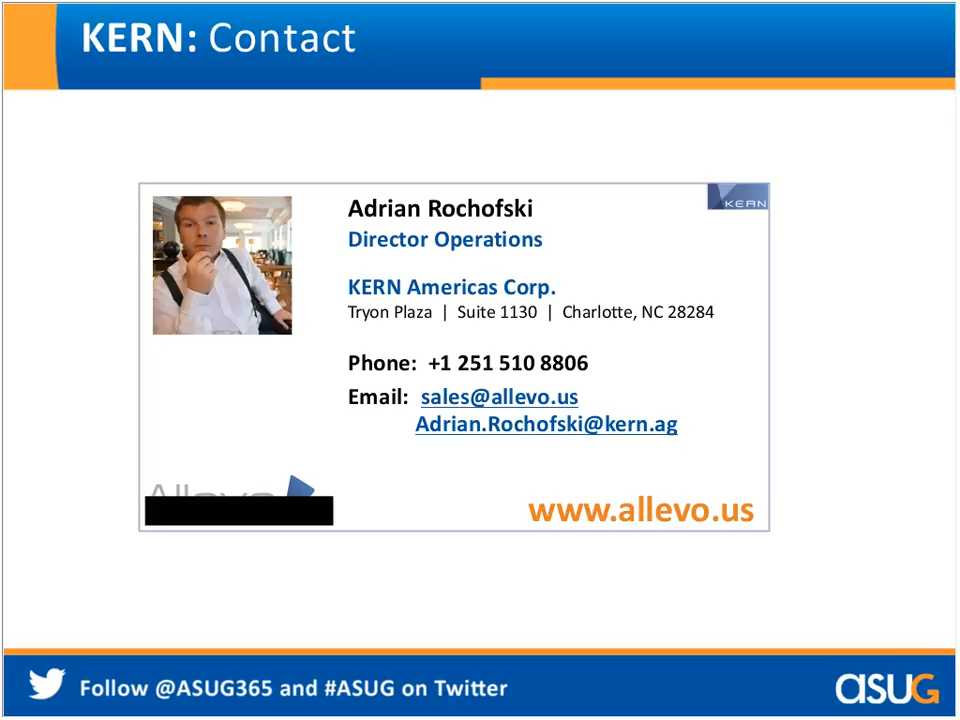 KERN: Contact
KERN
Adrian Rochofski
Director Operations
KERN Americas Corp.
Tryon Plaza | Suite 1130 | Charlotte, NC 28284
Phone: +1 251 510 8806
Email: sales@allevo.us
Adrian.Rochofski@kern.ag
Allevo
www.allevo.us
Follow @ASUG365 and #ASUG on Twitter
asuG